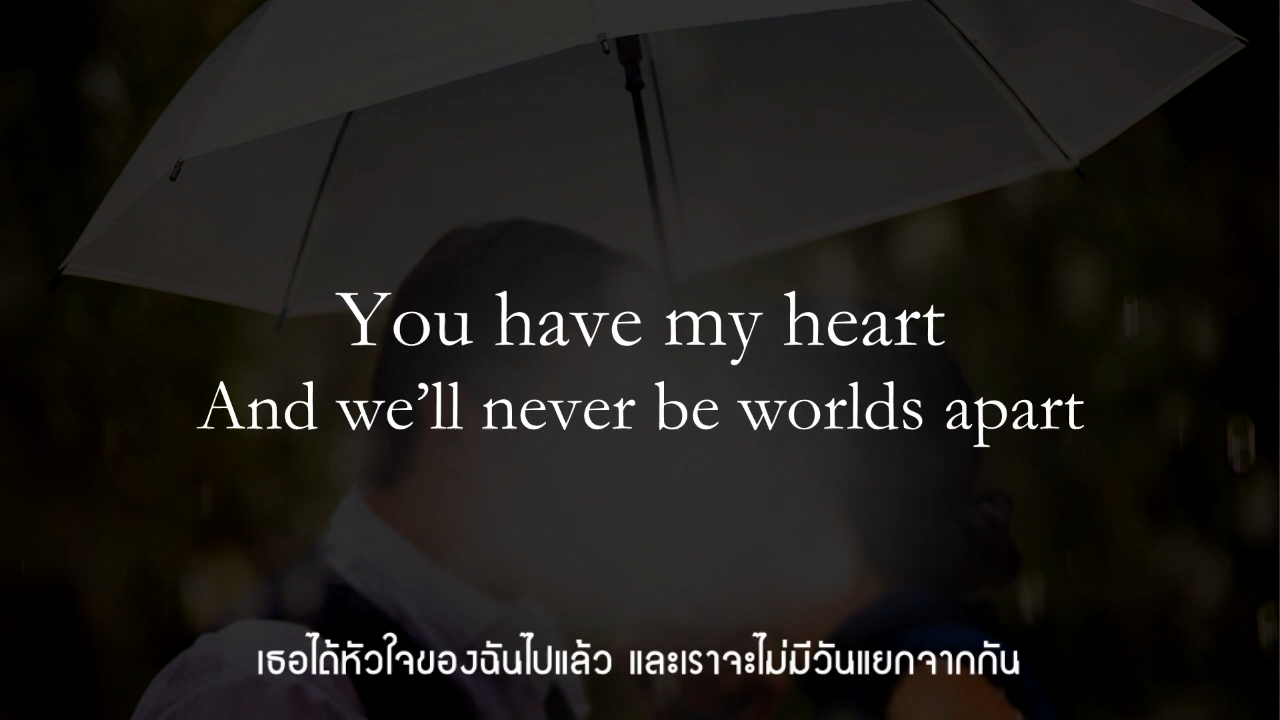 You have my heart
And we’ll never be worlds apart
เธอได้หัวใจของฉันไปแล้ว และเราจะไม่มีวันแยกจากกัน